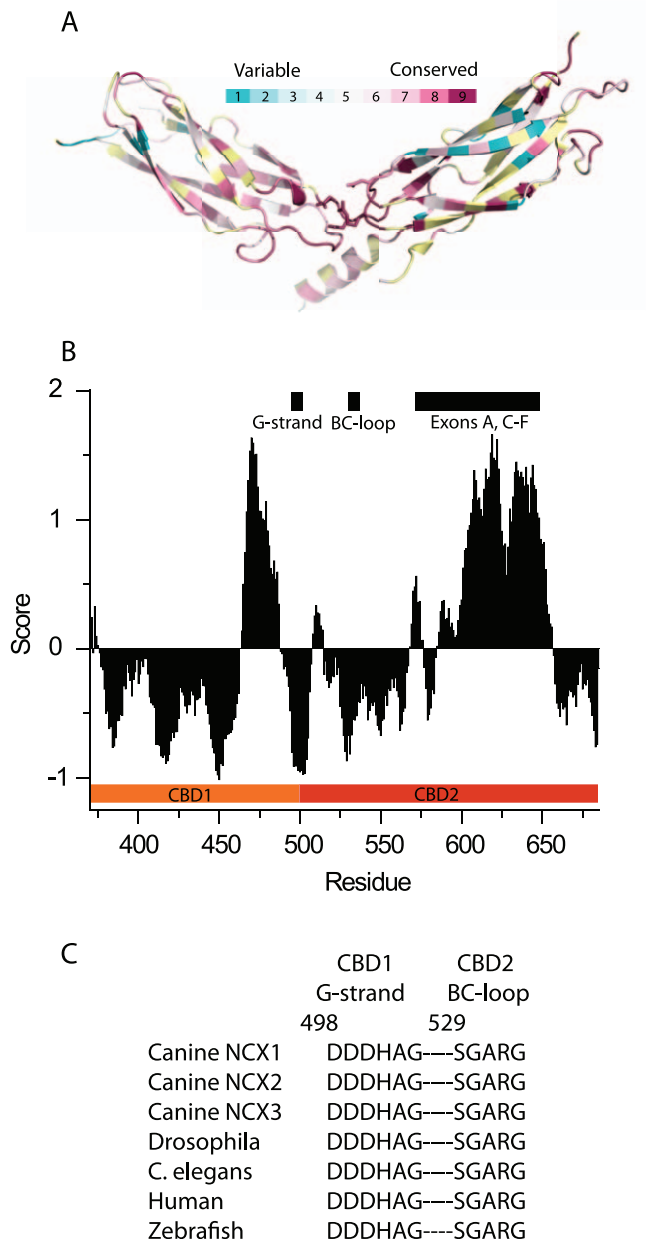 A
Variable Conserved
1 2 3 4 5 6 7 8 9
B
2
G-strand BC-loop Exons A, C-F
1
0
-1
Score
CBD1 CBD2
400 450 500 550 600 650
Residue
C
CBD1 CBD2
G-strand BC-loop
498 529
Canine NCX1 DDDHAG----SGARG
Canine NCX2 DDDHAG----SGARG
Canine NCX3 DDDHAG----SGARG
Drosophila DDDHAG----SGARG
C. elegans DDDHAG----SGARG
Human DDDHAG----SGARG
Zebrafish DDDHAG----SGARG